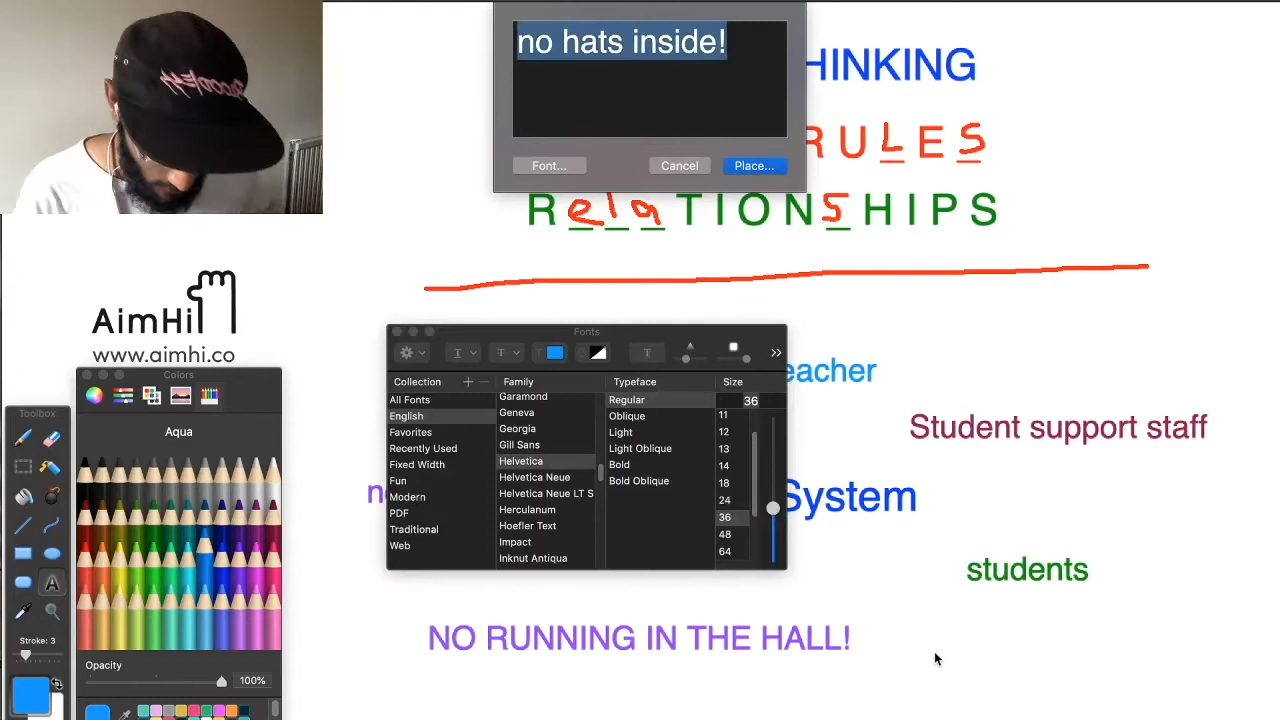 no hats inside!
Font...
Cancel
Place...
HINKING
RULES
RelaTIONSHIPS
AimHi
www.aimhi.co
Fonts
Collection
Family
Typeface
Size
All Fonts
English
Favorites
Recently Used
Fixed Width
Fun
Modern
PDF
Traditional
Web
Garamond
Geneva
Georgia
Gill Sans
Helvetica
Helvetica Neue
Helvetica Neue LT S
Herculanum
Hoefler Text
Impact
Inknut Antiqua
Regular
Oblique
Light
Light Oblique
Bold
Bold Oblique
36
11
12
13
14
18
24
36
48
64
eacher
Student support staff
System
students
NO RUNNING IN THE HALL!
Colors
Aqua
Opacity
100%
Toolbox
Stroke: 3